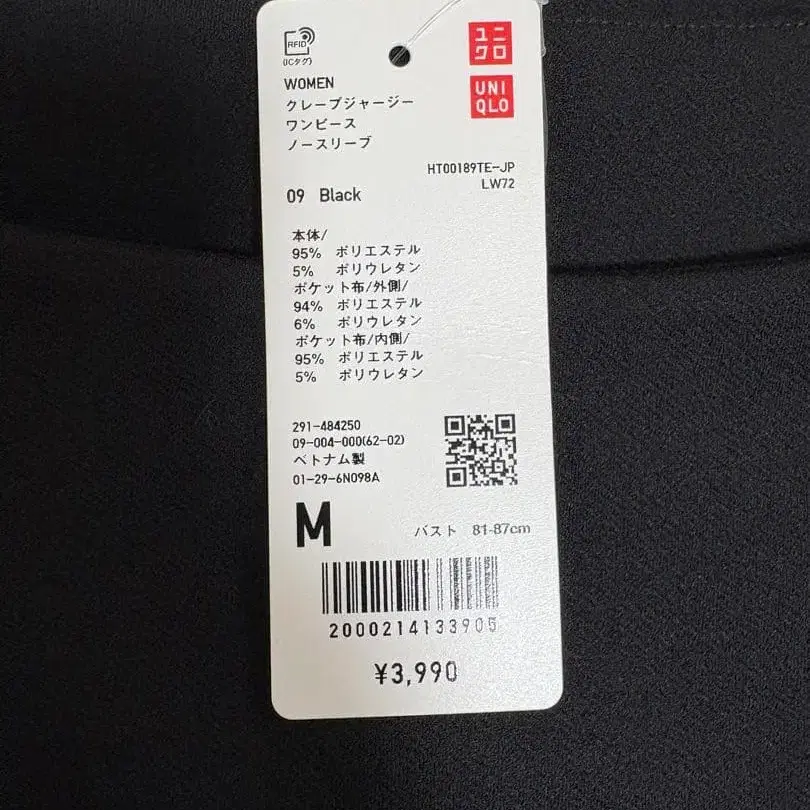 RFID
(ICタグ)
ユニ
クロ
UNI
QLO
WOMEN
クレープジャージー
ワンピース
ノースリーブ
HT00189TE-JP
LW72
09 Black
本体/
95% ポリエステル
5% ポリウレタン
ポケット布/外側/
94% ポリエステル
6% ポリウレタン
ポケット布/内側/
95% ポリエステル
5% ポリウレタン
291-484250
09-004-000(62-02)
ベトナム製
01-29-6N098A
M バスト 81-87cm
2000214133905
¥3,990